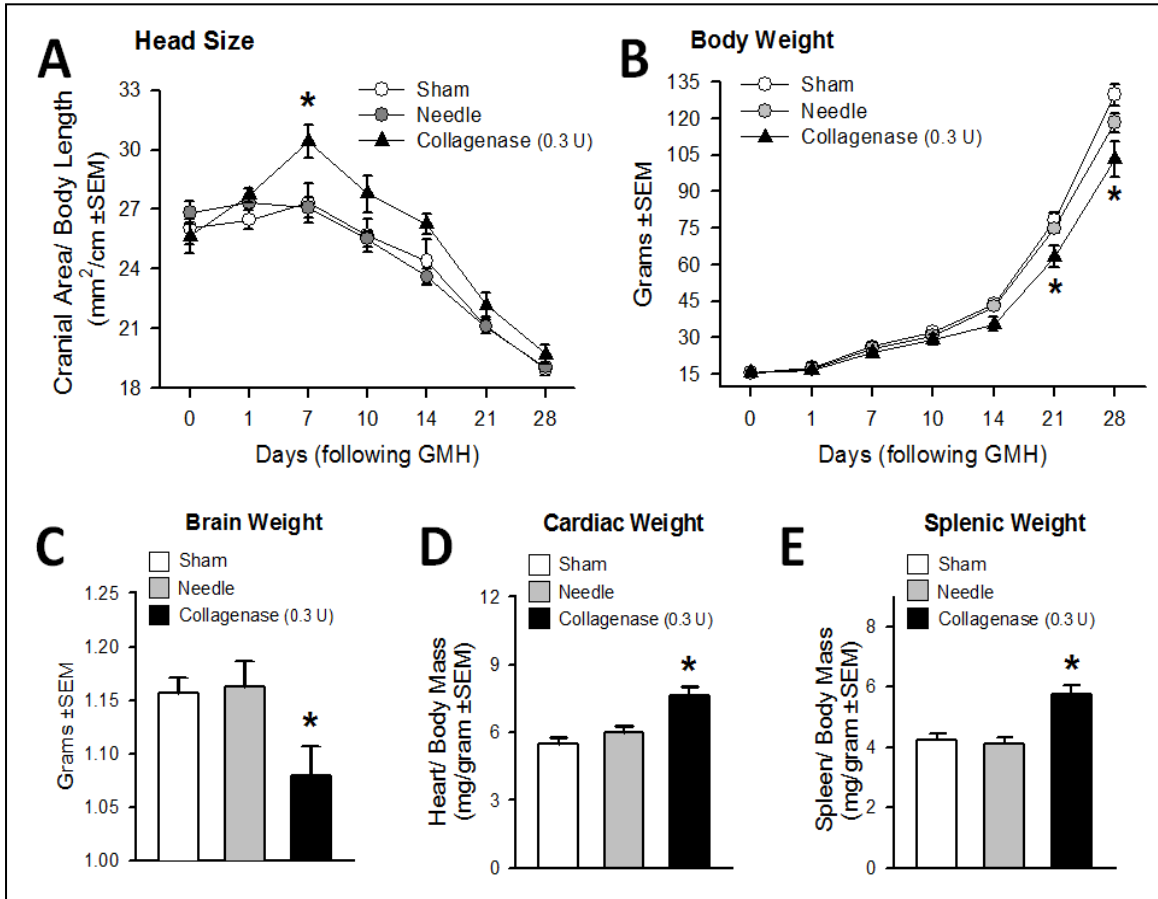 A
Head Size
Sham
Needle
Collagenase (0.3 U)
*
33
30
27
24
21
18
Cranial Area/ Body Length
(mm²/cm ±SEM)
0 1 7 10 14 21 28
Days (following GMH)
B
Body Weight
Sham
Needle
Collagenase (0.3 U)
135
120
105
90
75
60
45
30
15
Grams ±SEM
*
*
0 1 7 10 14 21 28
Days (following GMH)
C
Brain Weight
Sham
Needle
Collagenase (0.3 U)
1.25
1.20
1.15
1.10
1.05
1.00
Grams ±SEM
*
D
Cardiac Weight
Sham
Needle
Collagenase (0.3 U)
12
9
6
3
0
Heart/ Body Mass
(mg/gram ±SEM)
*
E
Splenic Weight
Sham
Needle
Collagenase (0.3 U)
8
6
4
2
0
Spleen/ Body Mass
(mg/gram ±SEM)
*